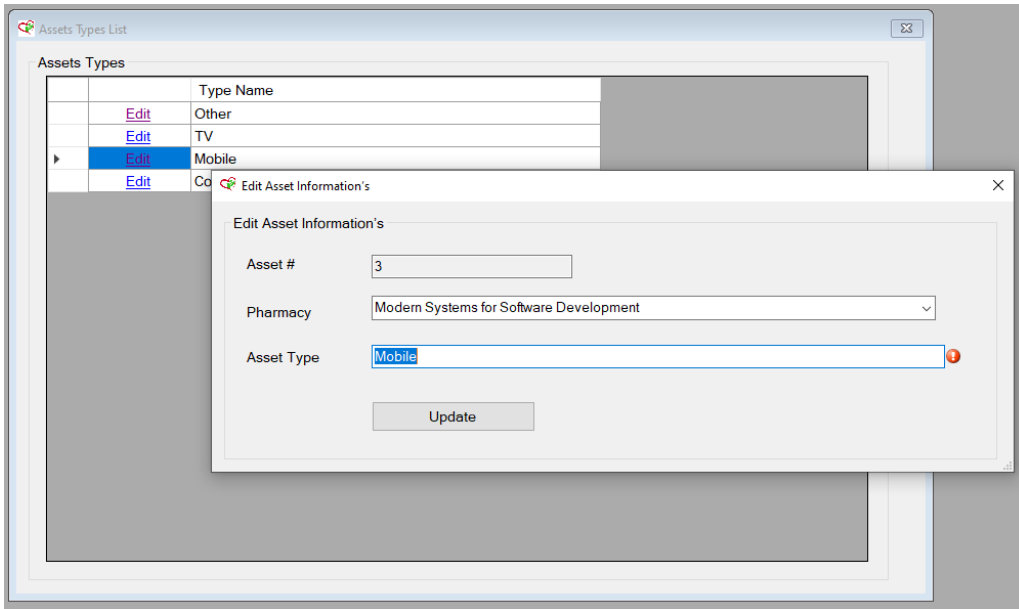 Assets Types List
Assets Types
Type Name
Edit Other
Edit TV
Edit Mobile
Edit
Edit Asset Information's
Edit Asset Information's
Asset # 3
Pharmacy Modern Systems for Software Development
Asset Type Mobile
Update